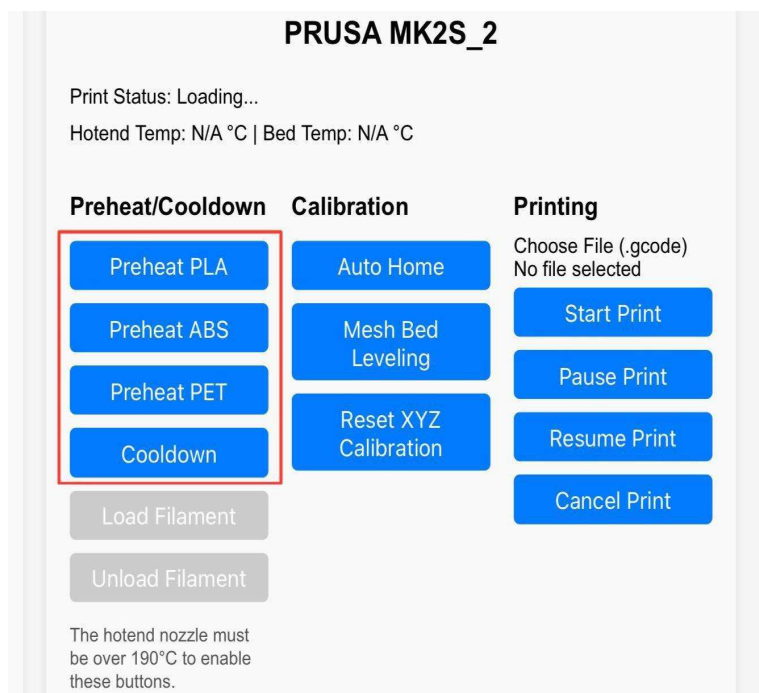 PRUSA MK2S_2
Print Status: Loading...
Hotend Temp: N/A °C | Bed Temp: N/A °C
Preheat/Cooldown
Preheat PLA
Preheat ABS
Preheat PET
Cooldown
Load Filament
Unload Filament
The hotend nozzle must
be over 190°C to enable
these buttons.
Calibration
Auto Home
Mesh Bed
Leveling
Reset XYZ
Calibration
Printing
Choose File (.gcode)
No file selected
Start Print
Pause Print
Resume Print
Cancel Print